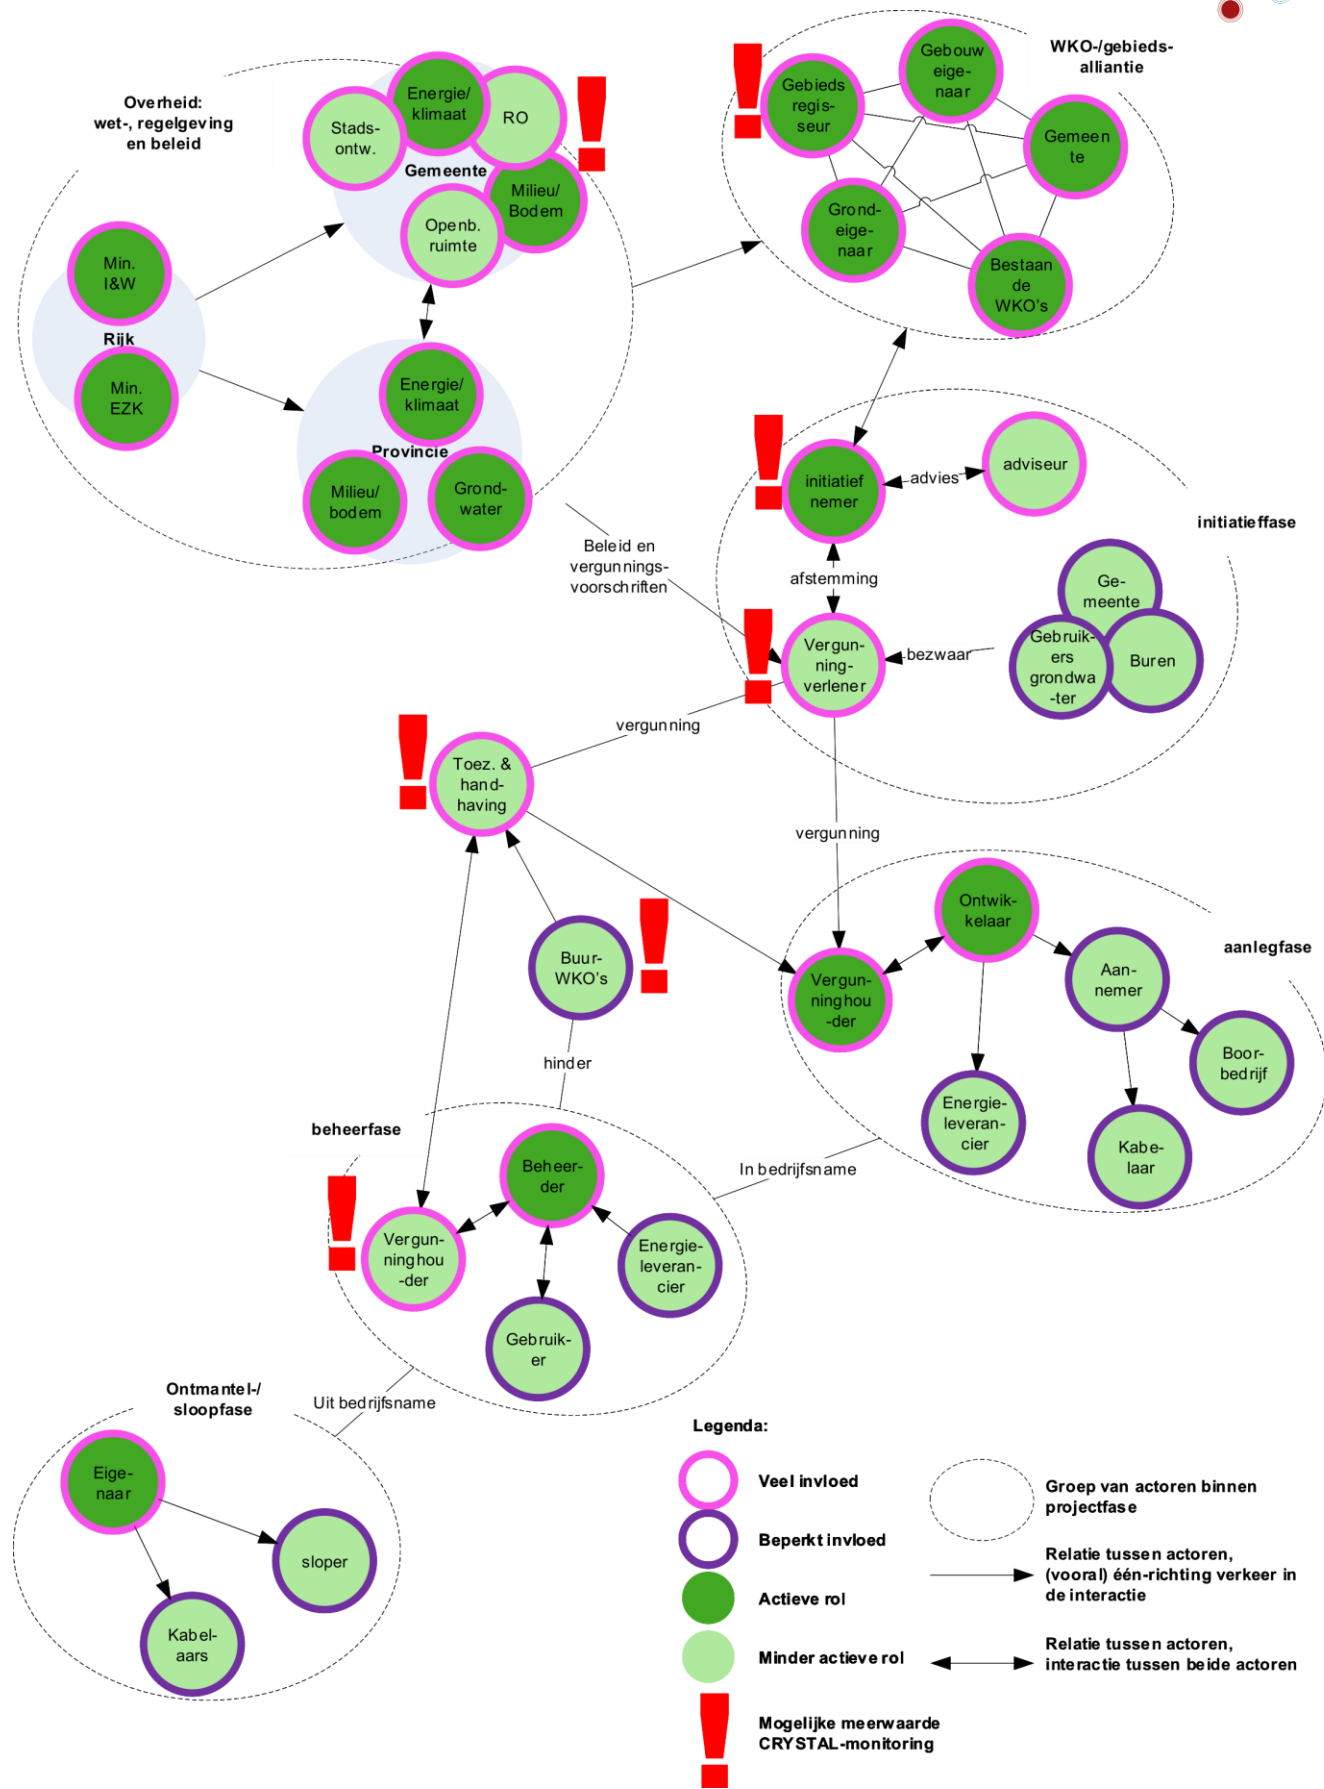 WKO-/gebieds-
alliantie
Overheid:
wet-, regelgeving
en beleid
Stads-
ontw.
Energie/
klimaat
RO
Gemeente
Milieu/
Bodem
Openb.
ruimte
Min.
I&W
Rijk
Min.
EZK
Energie/
klimaat
Provincie
Milieu/
bodem
Grond-
water
Gebieds
regis-
seur
Gebouw
eige-
naar
Gemeen
te
Grond-
eige-
naar
Bestaan
de
WKO's
initiatief
nemer
advies
adviseur
initiatieffase
Beleid en
vergunnings-
voorschriften
afstemming
Ge-
meente
Gebruik-
ers
grondwa
-ter
Buren
Vergun-
ning-
verlener
bezwaar
vergunning
Toez. &
hand-
having
vergunning
Ontwik-
kelaar
aanlegfase
Buur-
WKO's
Vergun-
ninghou
-der
Aan-
nemer
Boor-
bedrijf
hinder
Energie-
leveran-
cier
Kabe-
laar
beheerfase
Beheer-
der
In bedrijfsname
Vergun-
ninghou
-der
Energie-
leveran-
cier
Gebruik-
er
Ontmantel-/
sloopfase
Uit bedrijfsname
Eige-
naar
sloper
Kabel-
aars
Legenda:
Veel invloed
Beperkt invloed
Actieve rol
Minder actieve rol
Mogelijke meerwaarde
CRYSTAL-monitoring
Groep van actoren binnen
projectfase
Relatie tussen actoren,
(vooral) één-richting verkeer in
de interactie
Relatie tussen actoren,
interactie tussen beide actoren